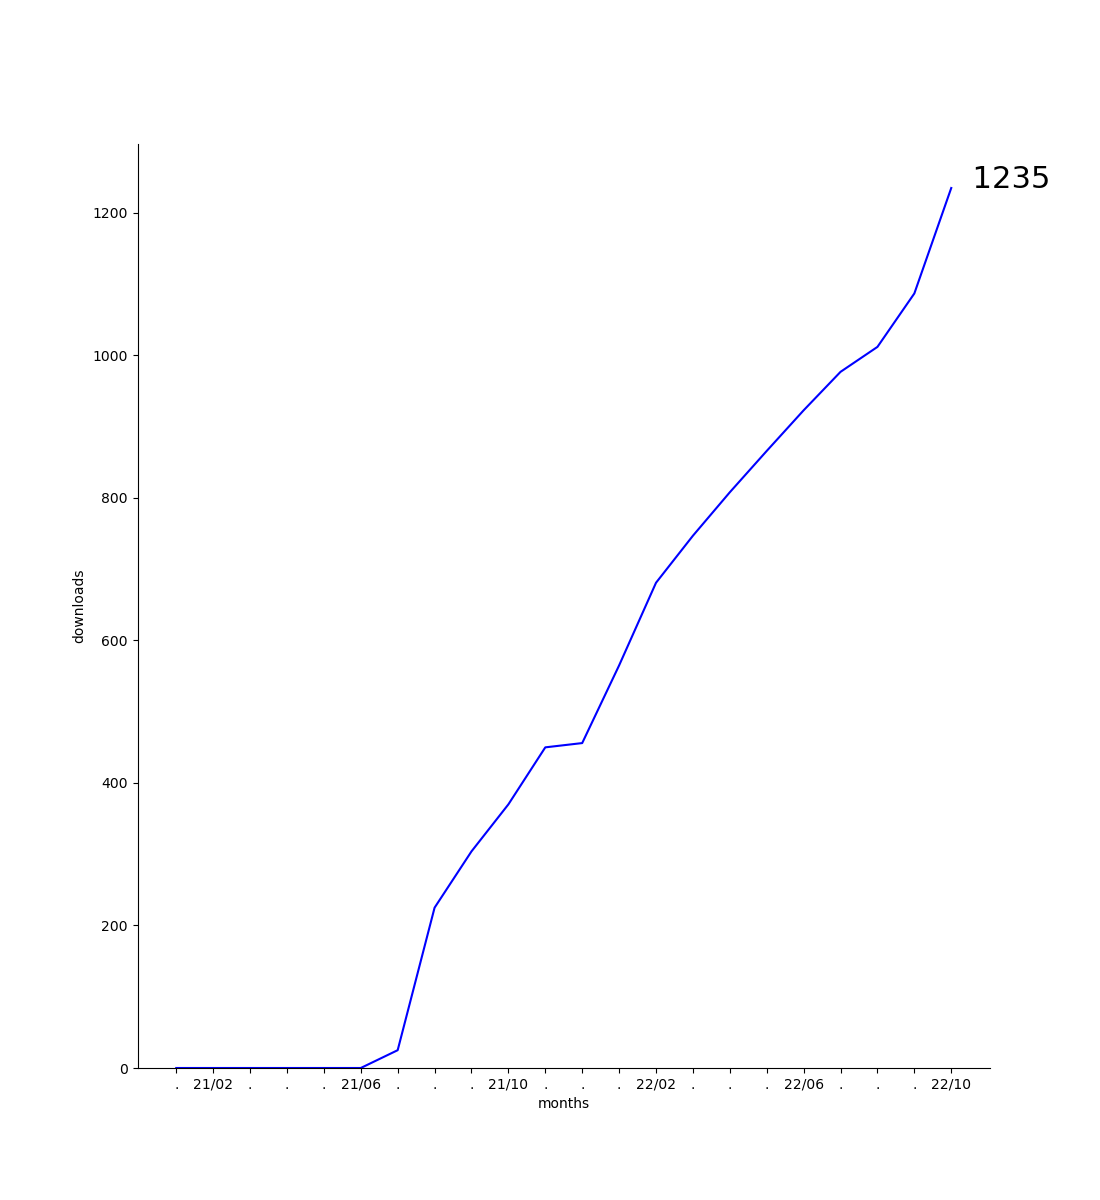 1235
1200
1000
800
600
400
200
0
downloads
. 21/02 . . . 21/06 . . . 21/10 . . . 22/02 . . . 22/06 . . . 22/10
months